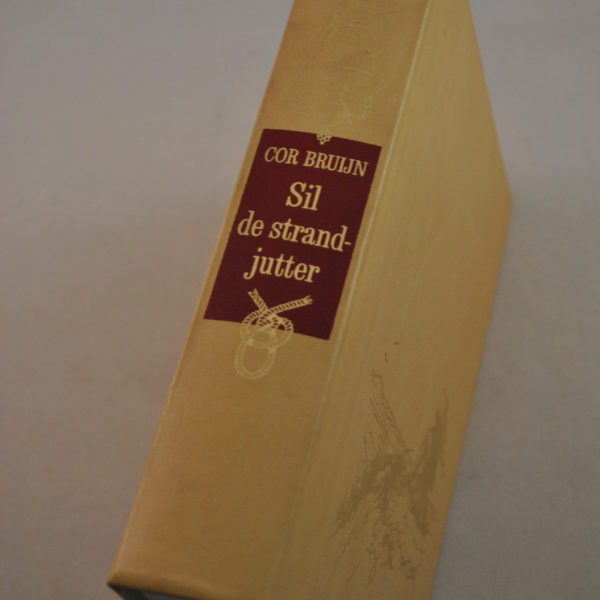 COR BRUIJN
Sil
de strand-
jutter